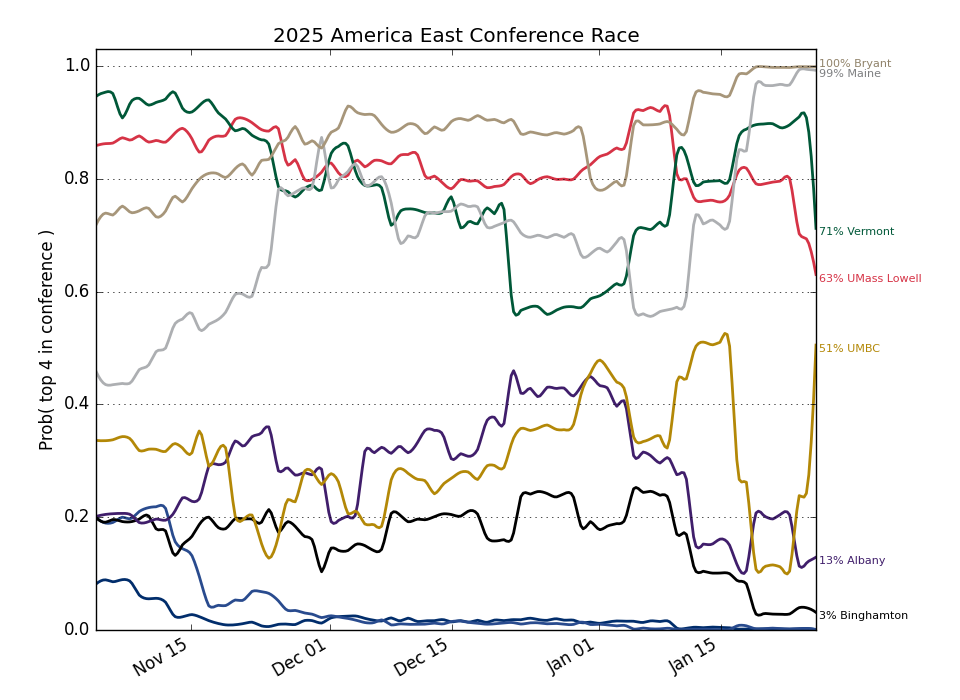 2025 America East Conference Race
Prob( top 4 in conference )
1.0
0.8
0.6
0.4
0.2
0.0
100% Bryant
99% Maine
71% Vermont
63% UMass Lowell
51% UMBC
13% Albany
3% Binghamton
Nov 15
Dec 01
Dec 15
Jan 01
Jan 15